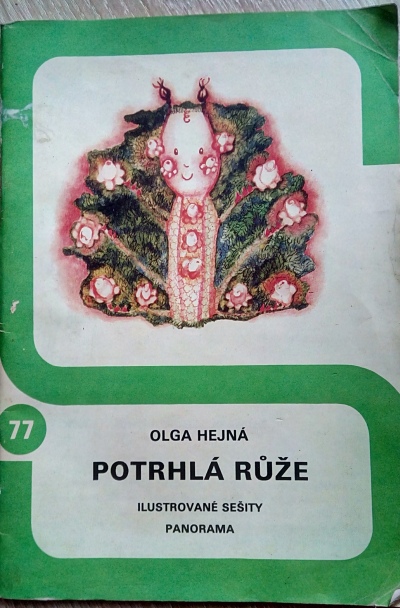 77
OLGA HEJNÁ
POTRHLÁ RŮŽE
ILUSTROVANÉ SEŠITY
PANORAMA